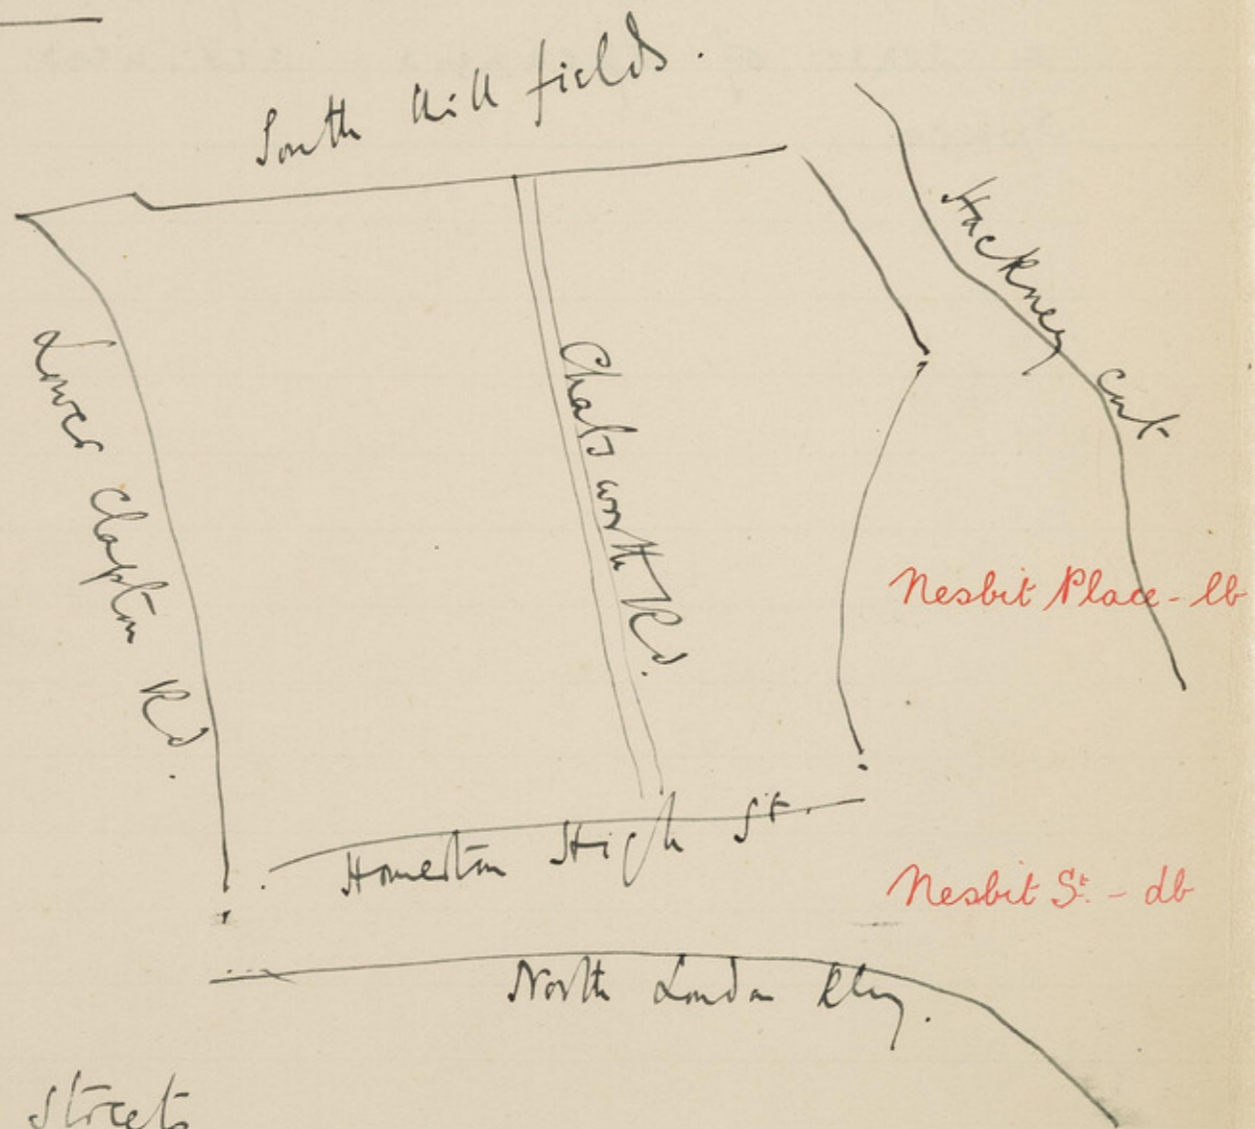 South Mill fields.
Hackney cut
Lower Clapton Rd.
Chatsworth Rd.
Nesbit Place - lb
Homerton High St.
Nesbit St. - db
North London Rly.
Streets